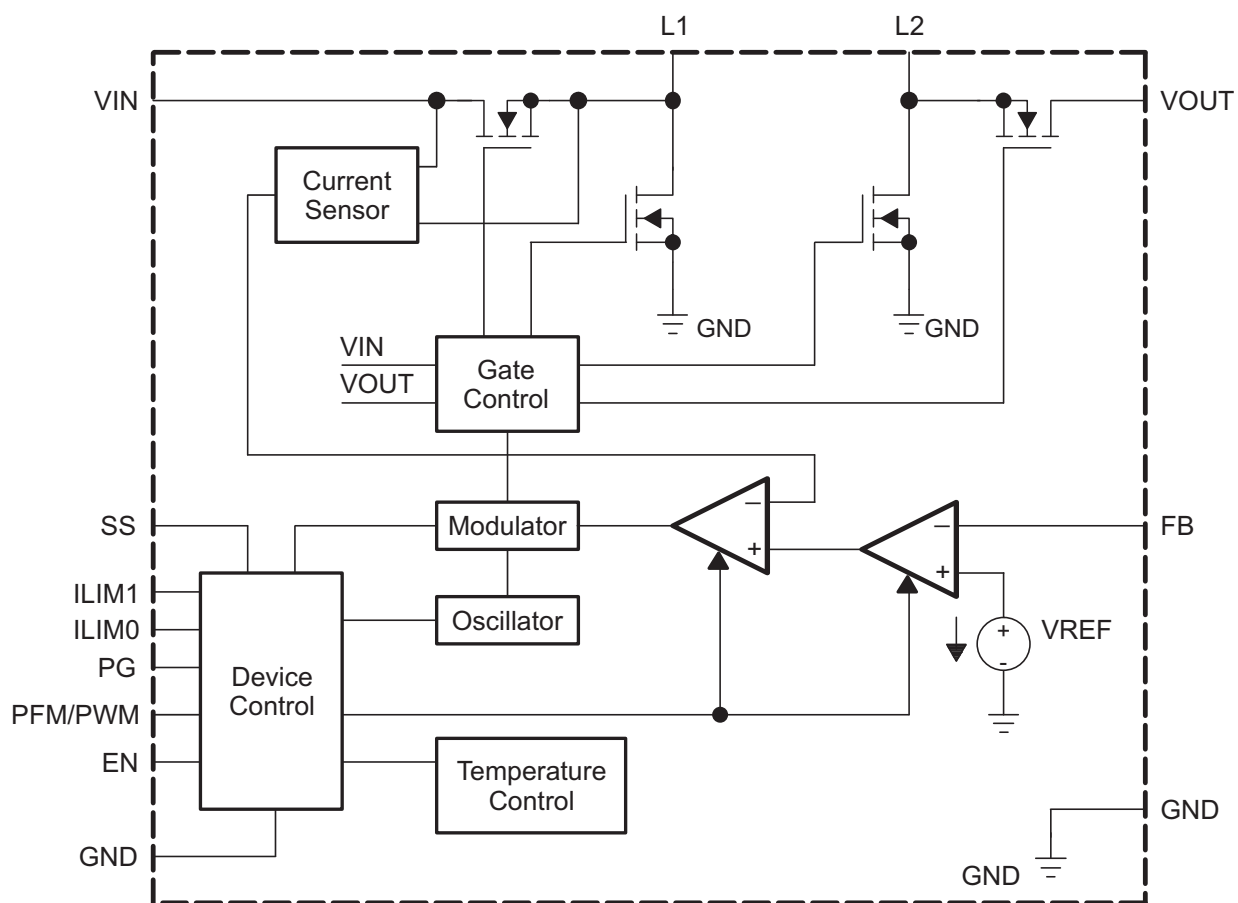 L1
L2
VIN
VOUT
Current
Sensor
GND
GND
VIN
VOUT
Gate
Control
SS
Modulator
−
+
−
+
FB
ILIM1
ILIM0
PG
PFM/PWM
EN
Oscillator
Device
Control
+
-
VREF
Temperature
Control
GND
GND
GND